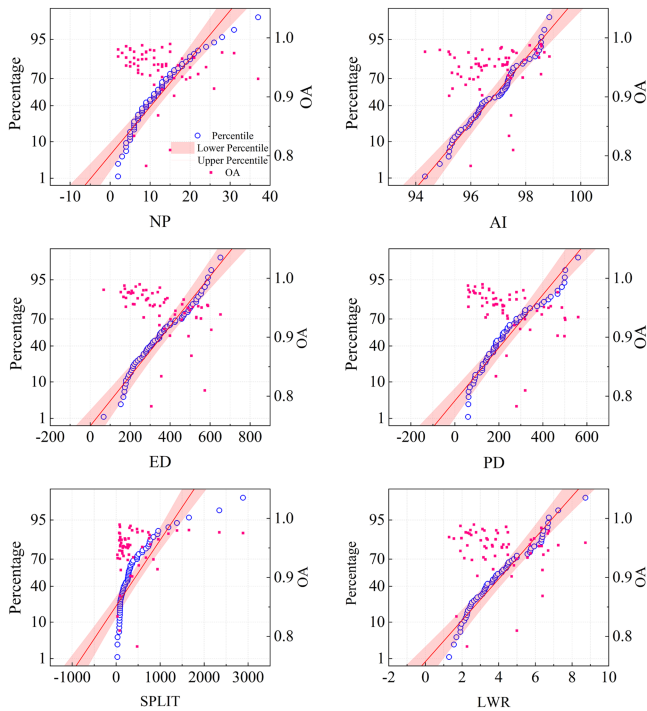 Percentage
95
70
40
10
1
1.0
0.9
0.8
OA
Percentile
Lower Percentile
Upper Percentile
OA
-10 0 10 20 30 40
NP
Percentage
95
70
40
10
1
1.0
0.9
0.8
OA
94 96 98 100
AI
Percentage
95
70
40
10
1
1.0
0.9
0.8
OA
-200 0 200 400 600 800
ED
Percentage
95
70
40
10
1
1.0
0.9
0.8
OA
-200 0 200 400 600
PD
Percentage
95
70
40
10
1
1.0
0.9
0.8
OA
-1000 0 1000 2000 3000
SPLIT
Percentage
95
70
40
10
1
1.0
0.9
0.8
OA
0 2 4 6 8 10
LWR